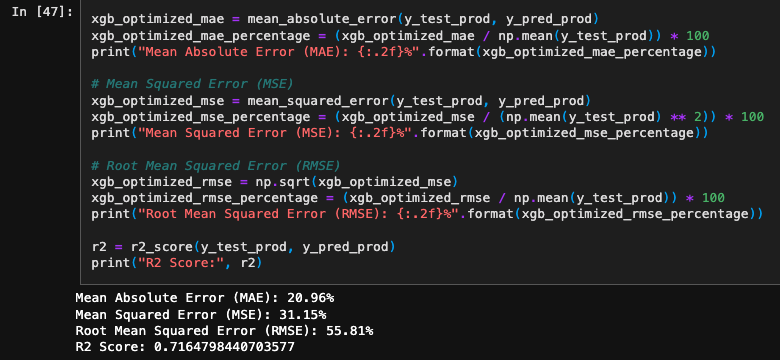 In [47]:
xgb_optimized_mae = mean_absolute_error(y_test_prod, y_pred_prod)
xgb_optimized_mae_percentage = (xgb_optimized_mae / np.mean(y_test_prod)) * 100
print("Mean Absolute Error (MAE): {:.2f}%".format(xgb_optimized_mae_percentage))
# Mean Squared Error (MSE)
xgb_optimized_mse = mean_squared_error(y_test_prod, y_pred_prod)
xgb_optimized_mse_percentage = (xgb_optimized_mse / (np.mean(y_test_prod) ** 2)) * 100
print("Mean Squared Error (MSE): {:.2f}%".format(xgb_optimized_mse_percentage))
# Root Mean Squared Error (RMSE)
xgb_optimized_rmse = np.sqrt(xgb_optimized_mse)
xgb_optimized_rmse_percentage = (xgb_optimized_rmse / np.mean(y_test_prod)) * 100
print("Root Mean Squared Error (RMSE): {:.2f}%".format(xgb_optimized_rmse_percentage))
r2 = r2_score(y_test_prod, y_pred_prod)
print("R2 Score:", r2)
Mean Absolute Error (MAE): 20.96%
Mean Squared Error (MSE): 31.15%
Root Mean Squared Error (RMSE): 55.81%
R2 Score: 0.7164798440703577